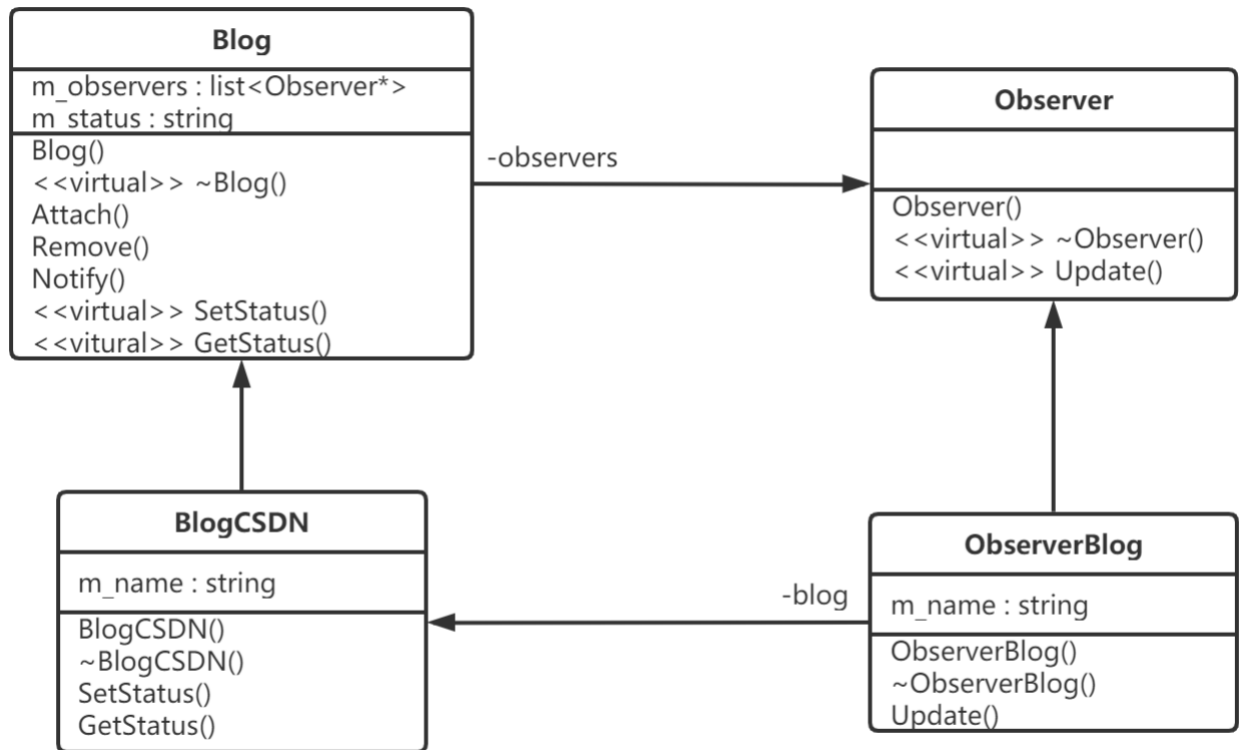 Blog
m_observers : list<Observer*>
m_status : string
Blog()
<<virtual>> ~Blog()
Attach()
Remove()
Notify()
<<virtual>> SetStatus()
<<vitural>> GetStatus()
-observers
Observer
Observer()
<<virtual>> ~Observer()
<<virtual>> Update()
BlogCSDN
m_name : string
BlogCSDN()
~BlogCSDN()
SetStatus()
GetStatus()
-blog
ObserverBlog
m_name : string
ObserverBlog()
~ObserverBlog()
Update()